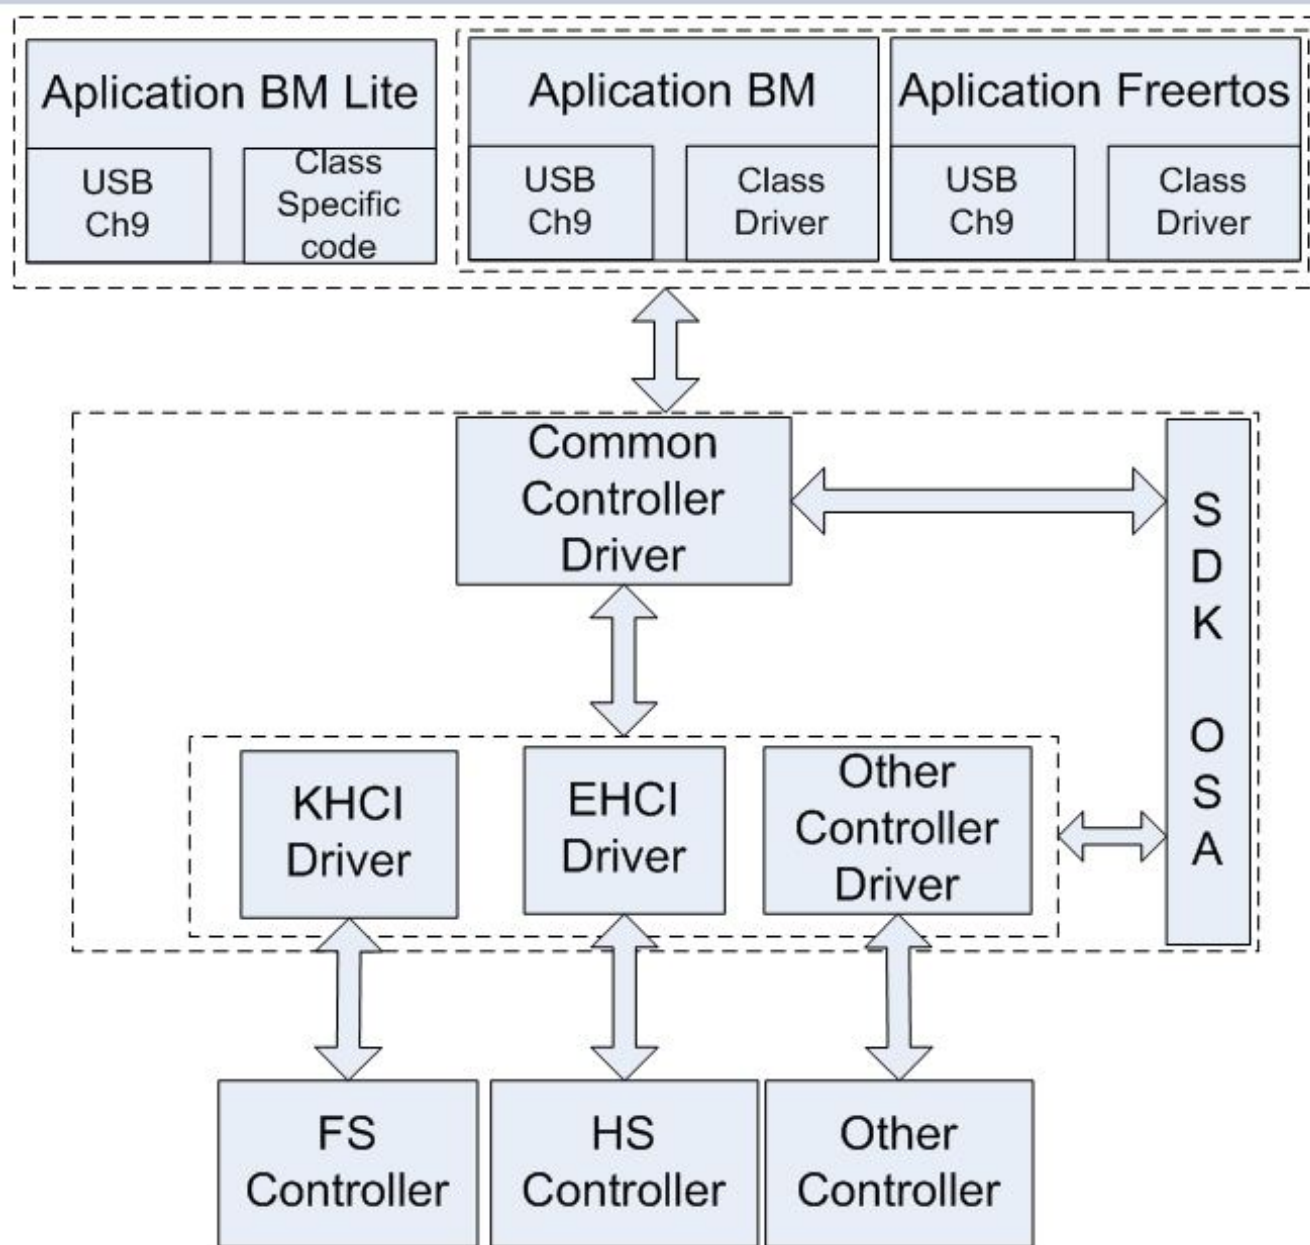 Aplication BM Lite
USB
Ch9
Class
Specific
code
Aplication BM
USB
Ch9
Class
Driver
Aplication Freertos
USB
Ch9
Class
Driver
Common
Controller
Driver
S
D
K
O
S
A
KHCI
Driver
EHCI
Driver
Other
Controller
Driver
FS
Controller
HS
Controller
Other
Controller